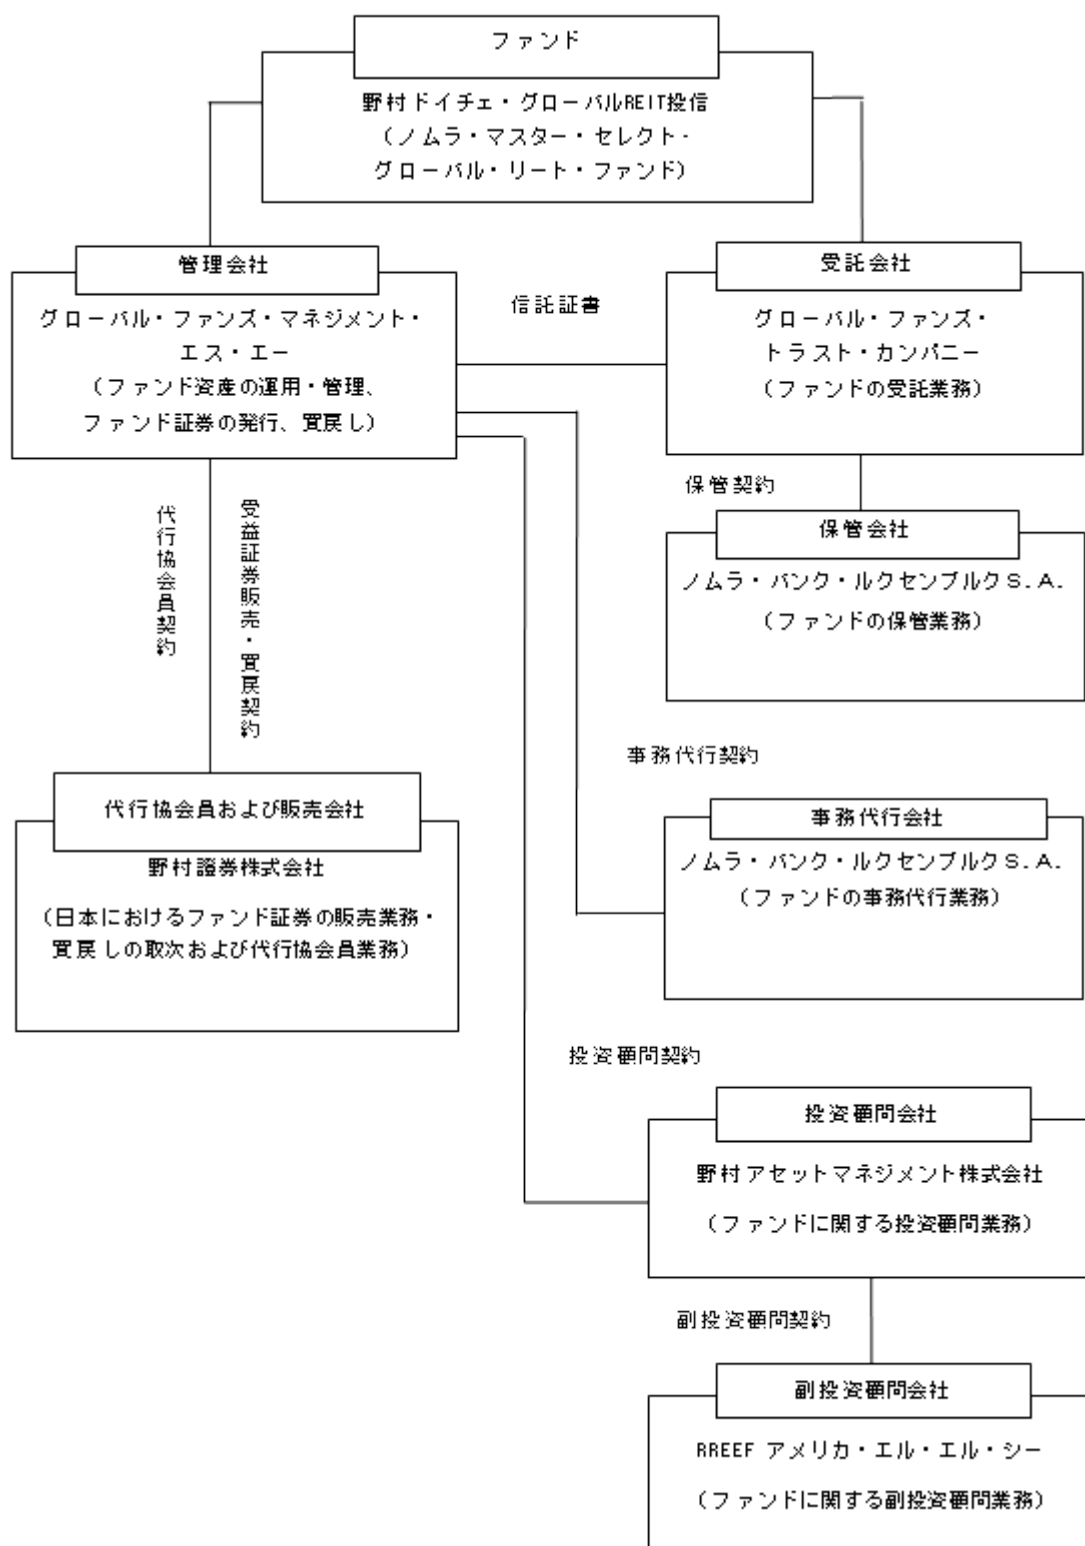 ファンド
野村ドイチェ・グローバルREIT投信
（ノムラ・マスター・セレクト・
グローバル・リート・ファンド）
管理会社
グローバル・ファンズ・マネジメント・
エス・エー
（ファンド資産の運用・管理、
ファンド証券の発行、買戻し）
信託証書
受託会社
グローバル・ファンズ・
トラスト・カンパニー
（ファンドの受託業務）
保管契約
保管会社
ノムラ・バンク・ルクセンブルクＳ．Ａ．
（ファンドの保管業務）
代行協会員契約
受益証券販売・買戻契約
代行協会員および販売会社
野村證券株式会社
（日本におけるファンド証券の販売業務・
買戻しの取次および代行協会員業務）
事務代行契約
事務代行会社
ノムラ・バンク・ルクセンブルクＳ．Ａ．
（ファンドの事務代行業務）
投資顧問契約
投資顧問会社
野村アセットマネジメント株式会社
（ファンドに関する投資顧問業務）
副投資顧問契約
副投資顧問会社
RREEF アメリカ・エル・エル・シー
（ファンドに関する副投資顧問業務）